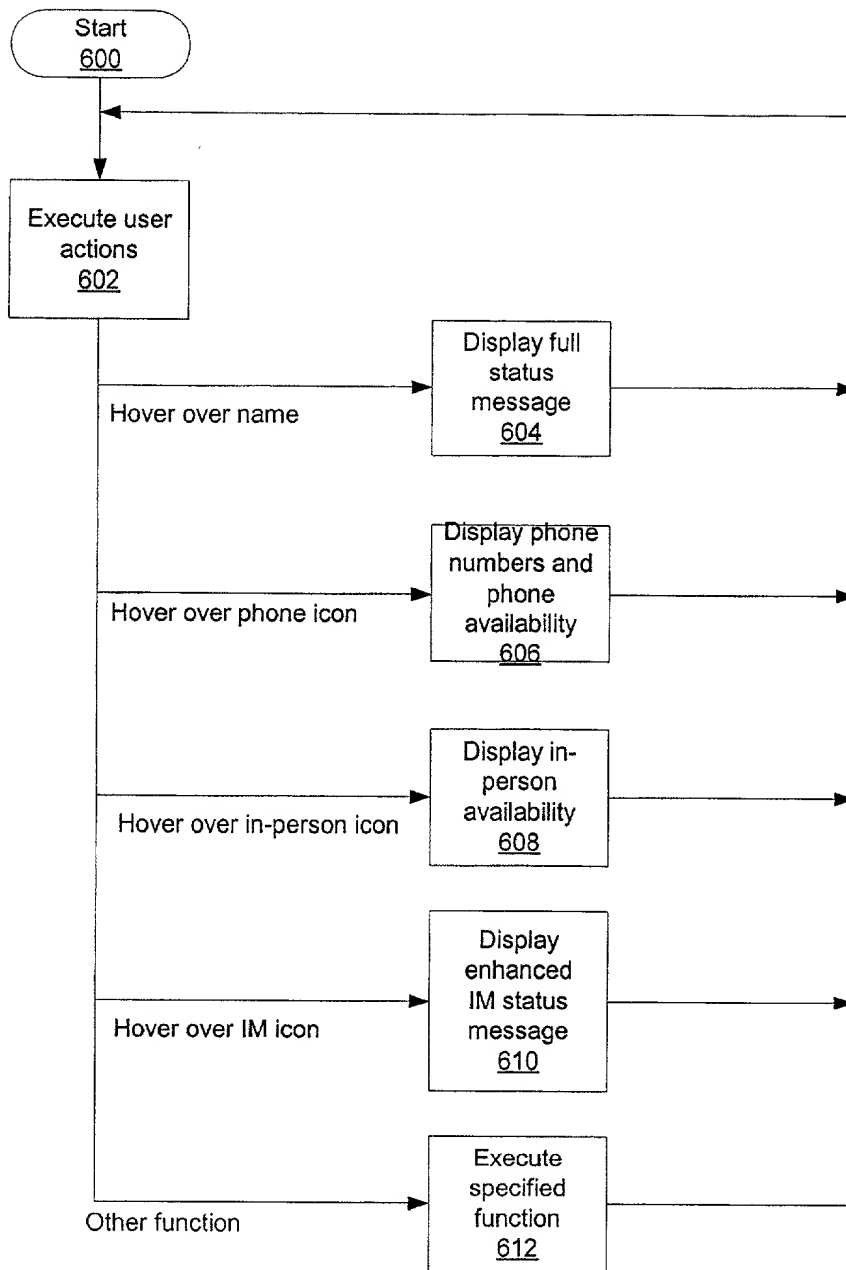 Start
600
Execute user
actions
602
Display full
status
message
604
Hover over name
Display phone
numbers and
phone
availability
606
Hover over phone icon
Display in-
person
availability
608
Hover over in-person icon
Display
enhanced
IM status
message
610
Hover over IM icon
Execute
specified
function
612
Other function